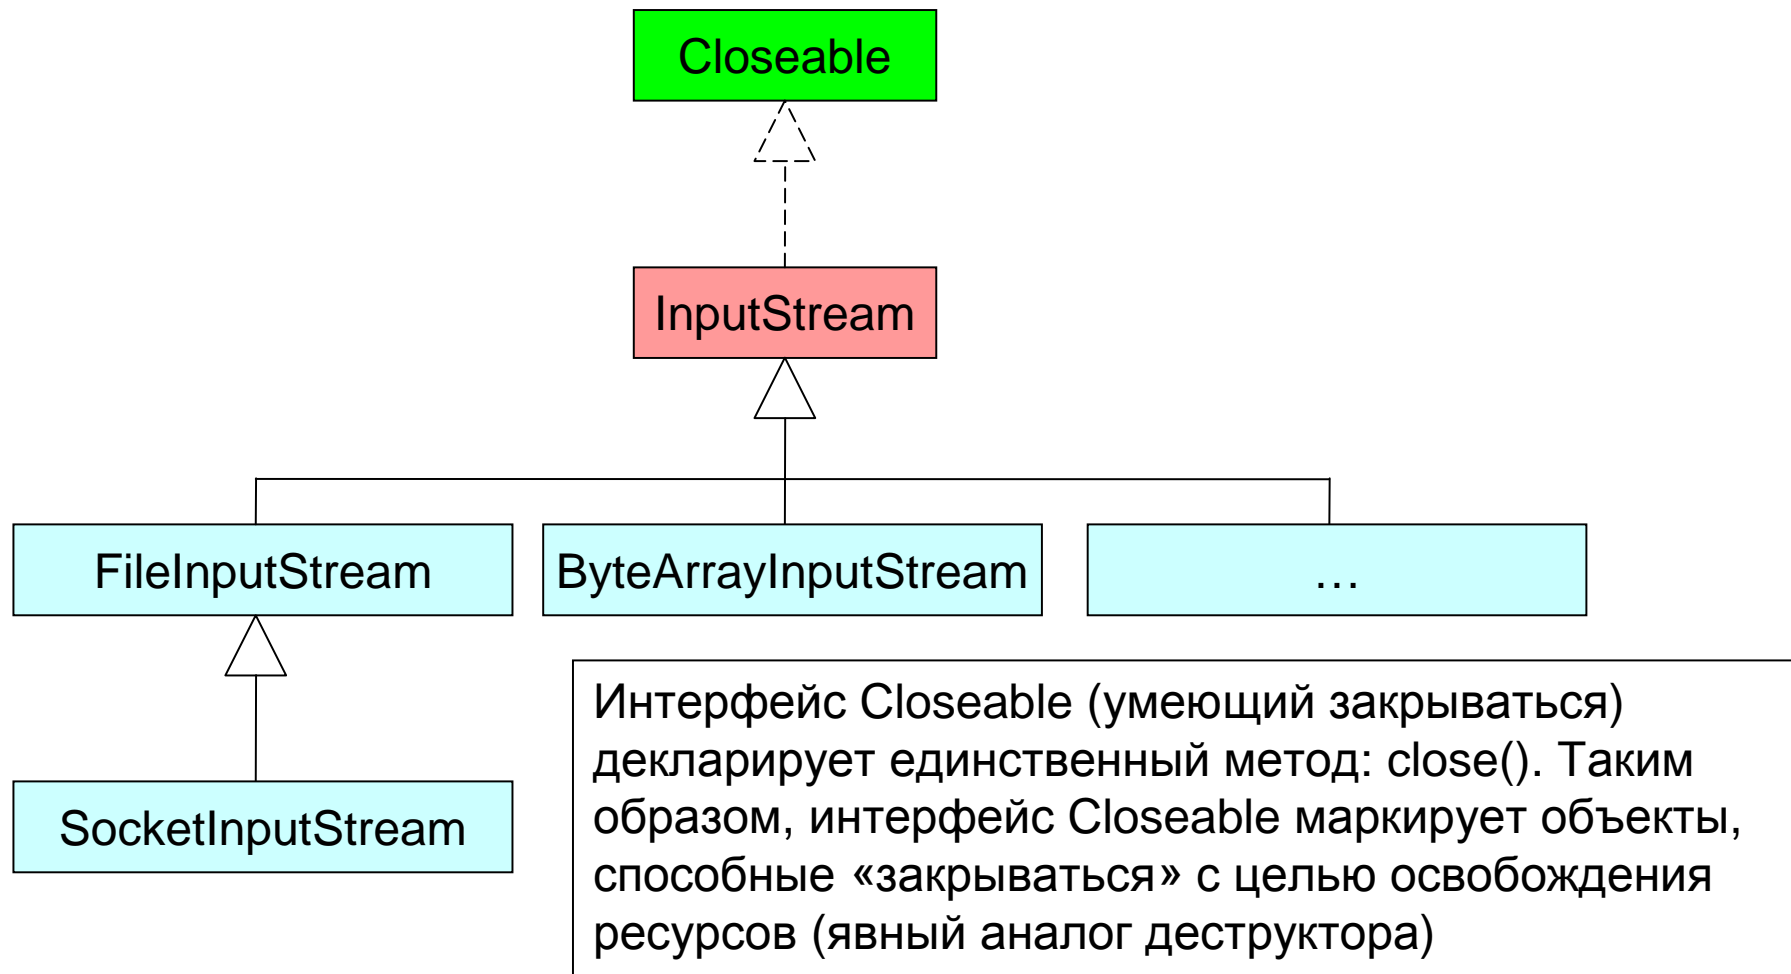 Closeable
InputStream
FileInputStream
ByteArrayInputStream
...
SocketInputStream
Интерфейс Closeable (умеющий закрываться)
декларирует единственный метод: close(). Таким
образом, интерфейс Closeable маркирует объекты,
способные «закрываться» с целью освобождения
ресурсов (явный аналог деструктора)